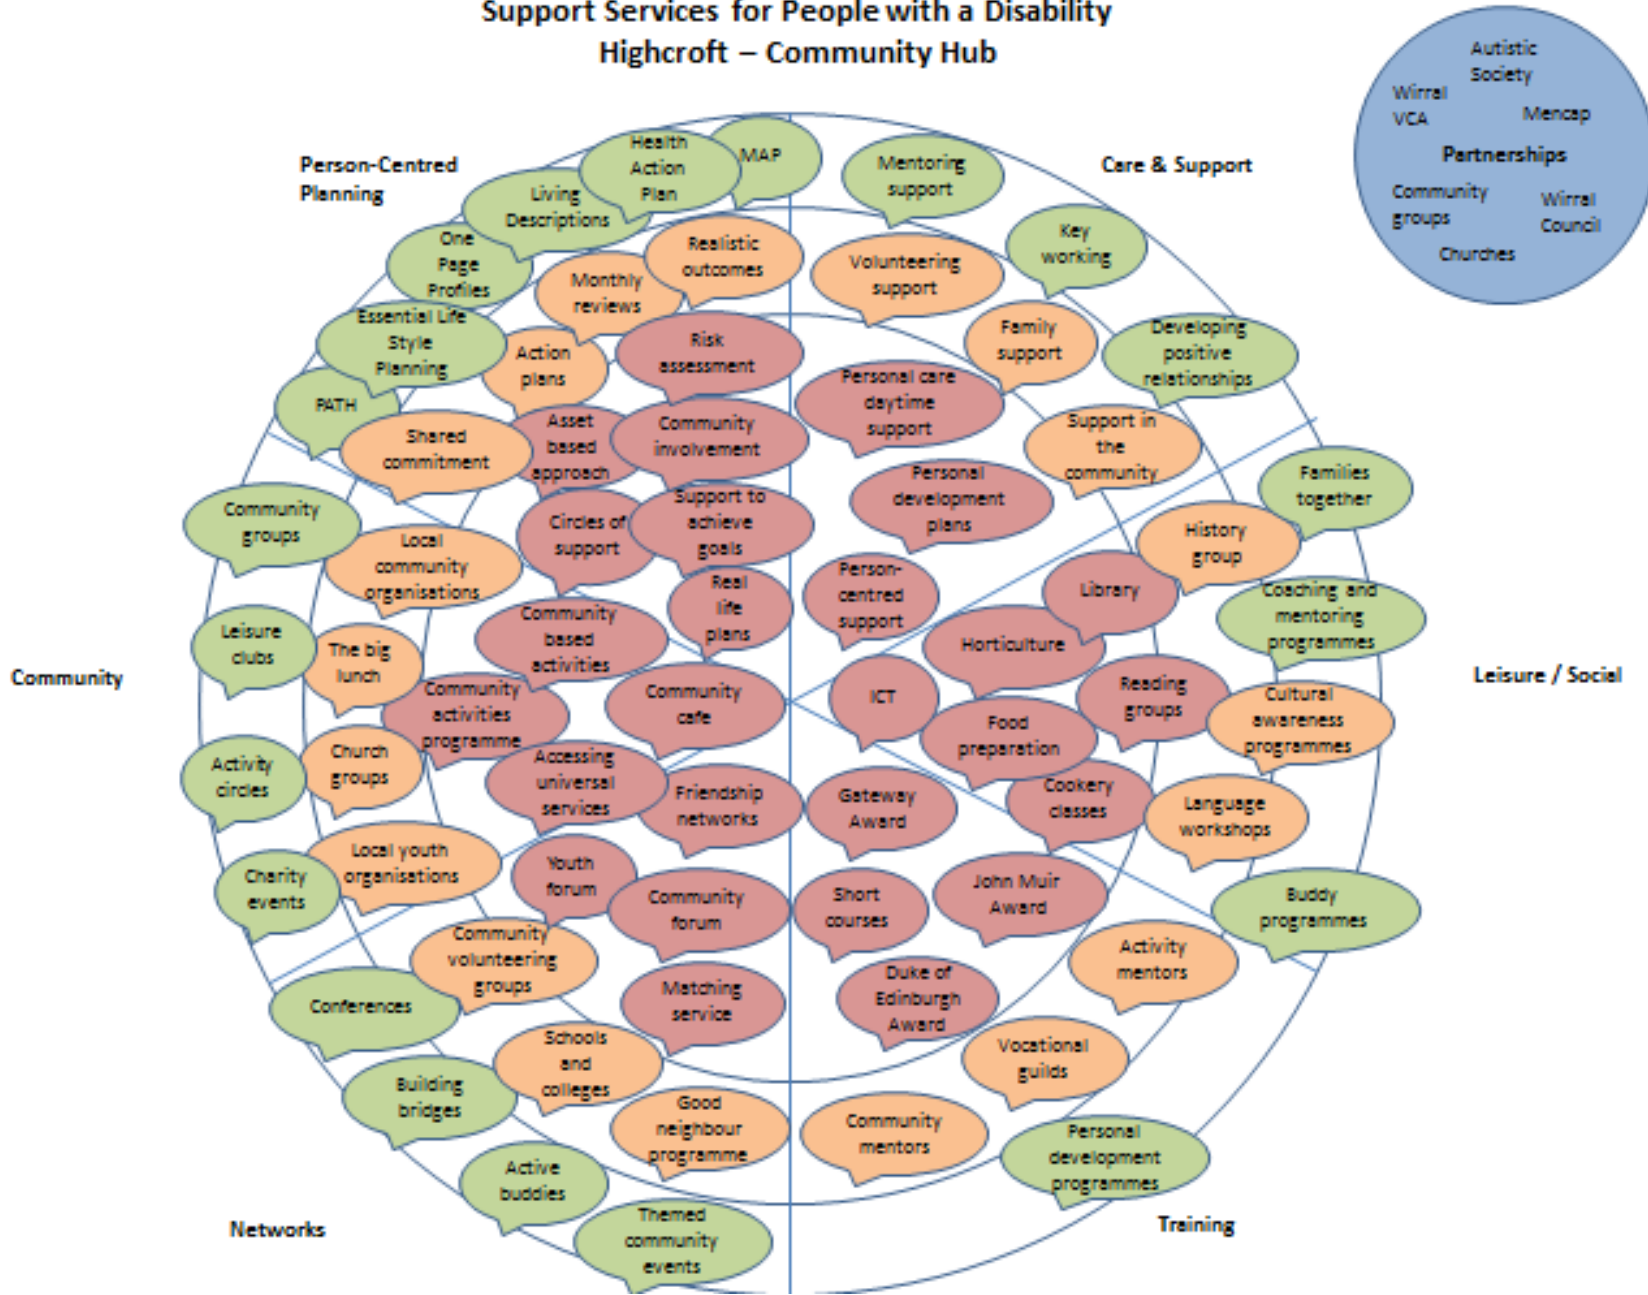 Support Services for People with a Disability
Highcroft – Community Hub
Autistic
Society
Wirral
VCA
Mencap
Partnerships
Community
groups
Wirral
Council
Churches
Person-Centred
Planning
Care & Support
Health
Action
Plan
MAP
Living
Descriptions
One
Page
Profiles
Essential Life
Style
Planning
PATH
Realistic
outcomes
Monthly
reviews
Action
plans
Shared
commitment
Risk
assessment
Asset
based
approach
Community
involvement
Circles of
support
Support to
achieve
goals
Real
life
plans
Mentoring
support
Key
working
Developing
positive
relationships
Volunteering
support
Family
support
Support in
the
community
Personal care
daytime
support
Personal
development
plans
Person-
centred
support
Community
Community
groups
Leisure
clubs
Activity
circles
Charity
events
Local
community
organisations
The big
lunch
Church
groups
Local youth
organisations
Community
based
activities
Community
activities
programme
Community
cafe
Accessing
universal
services
Leisure / Social
Families
together
Coaching and
mentoring
programmes
Buddy
programmes
History
group
Cultural
awareness
programmes
Language
workshops
Library
Horticulture
Reading
groups
ICT
Food
preparation
Cookery
classes
Networks
Friendship
networks
Youth
forum
Community
forum
Matching
service
Community
volunteering
groups
Schools
and
colleges
Good
neighbour
programme
Conferences
Building
bridges
Active
buddies
Themed
community
events
Training
Gateway
Award
Short
courses
John Muir
Award
Duke of
Edinburgh
Award
Activity
mentors
Vocational
guilds
Community
mentors
Personal
development
programmes